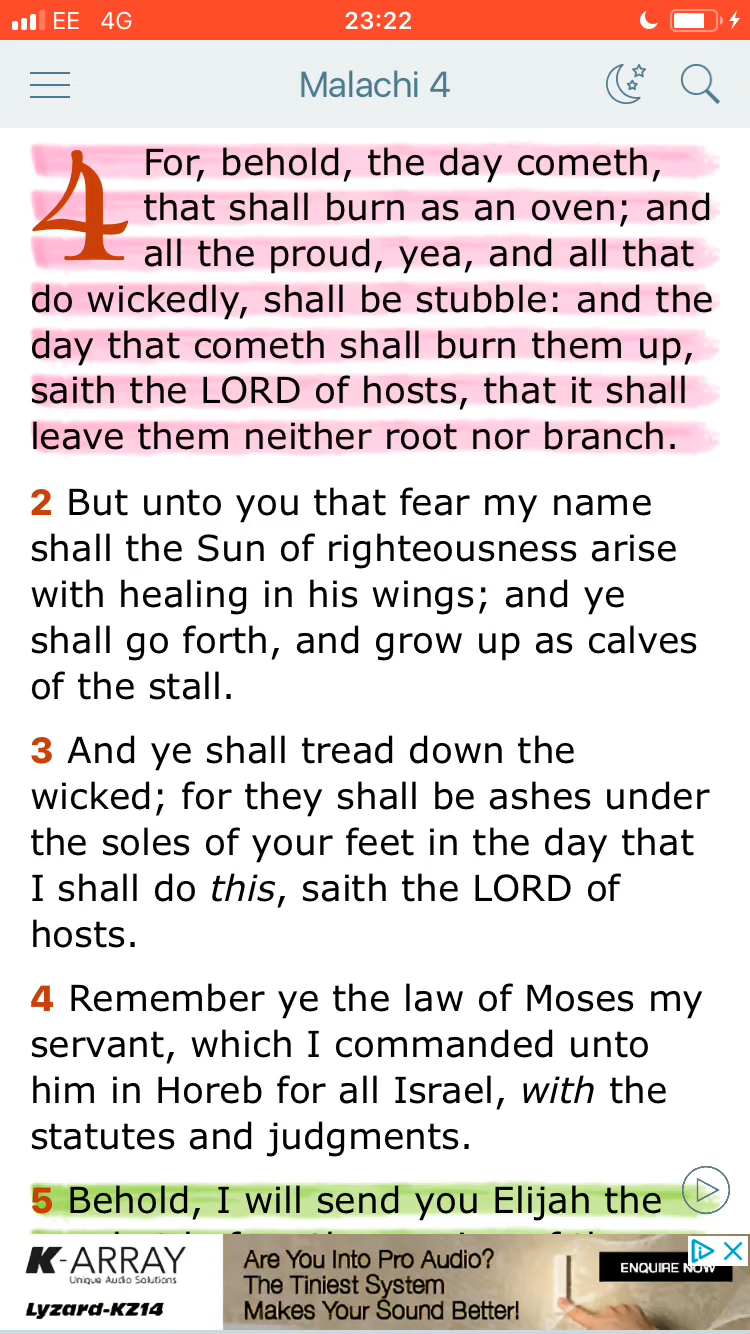 EE 4G 23:22
Malachi 4
4 For, behold, the day cometh,
that shall burn as an oven; and
all the proud, yea, and all that
do wickedly, shall be stubble: and the
day that cometh shall burn them up,
saith the LORD of hosts, that it shall
leave them neither root nor branch.
2 But unto you that fear my name
shall the Sun of righteousness arise
with healing in his wings; and ye
shall go forth, and grow up as calves
of the stall.
3 And ye shall tread down the
wicked; for they shall be ashes under
the soles of your feet in the day that
I shall do this, saith the LORD of
hosts.
4 Remember ye the law of Moses my
servant, which I commanded unto
him in Horeb for all Israel, with the
statutes and judgments.
5 Behold, I will send you Elijah the
K-ARRAY
Unique Audio Solutions
Lyzard-KZ14
Are You Into Pro Audio?
The Tiniest System
Makes Your Sound Better!
ENQUIRE NOW